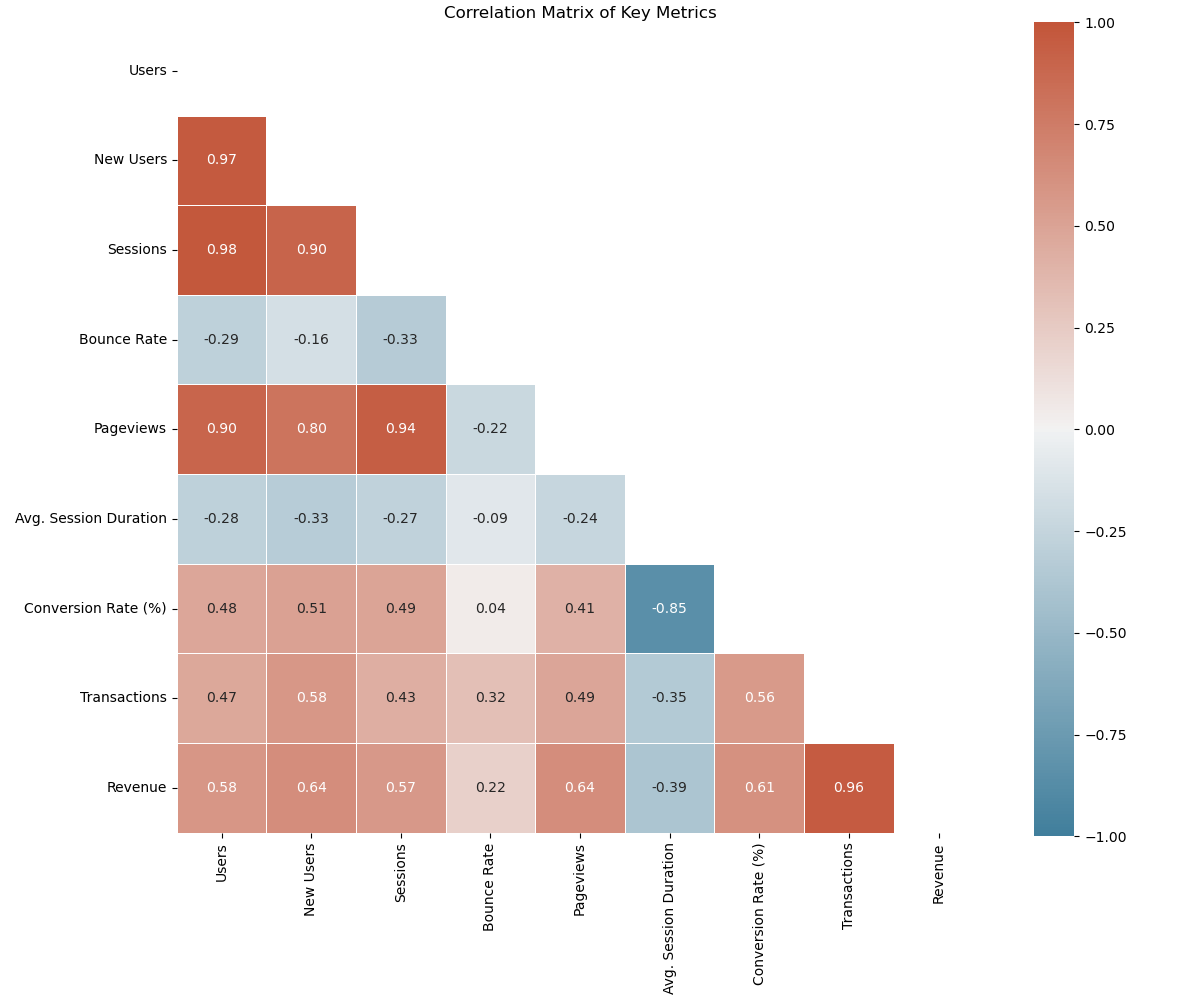 Correlation Matrix of Key Metrics
Users
New Users
0.97
Sessions
0.98 0.90
Bounce Rate
-0.29 -0.16 -0.33
Pageviews
0.90 0.80 0.94 -0.22
Avg. Session Duration
-0.28 -0.33 -0.27 -0.09 -0.24
Conversion Rate (%)
0.48 0.51 0.49 0.04 0.41 -0.85
Transactions
0.47 0.58 0.43 0.32 0.49 -0.35 0.56
Revenue
0.58 0.64 0.57 0.22 0.64 -0.39 0.61 0.96
Users
New Users
Sessions
Bounce Rate
Pageviews
Avg. Session Duration
Conversion Rate (%)
Transactions
Revenue
1.00
0.75
0.50
0.25
0.00
−0.25
−0.50
−0.75
−1.00